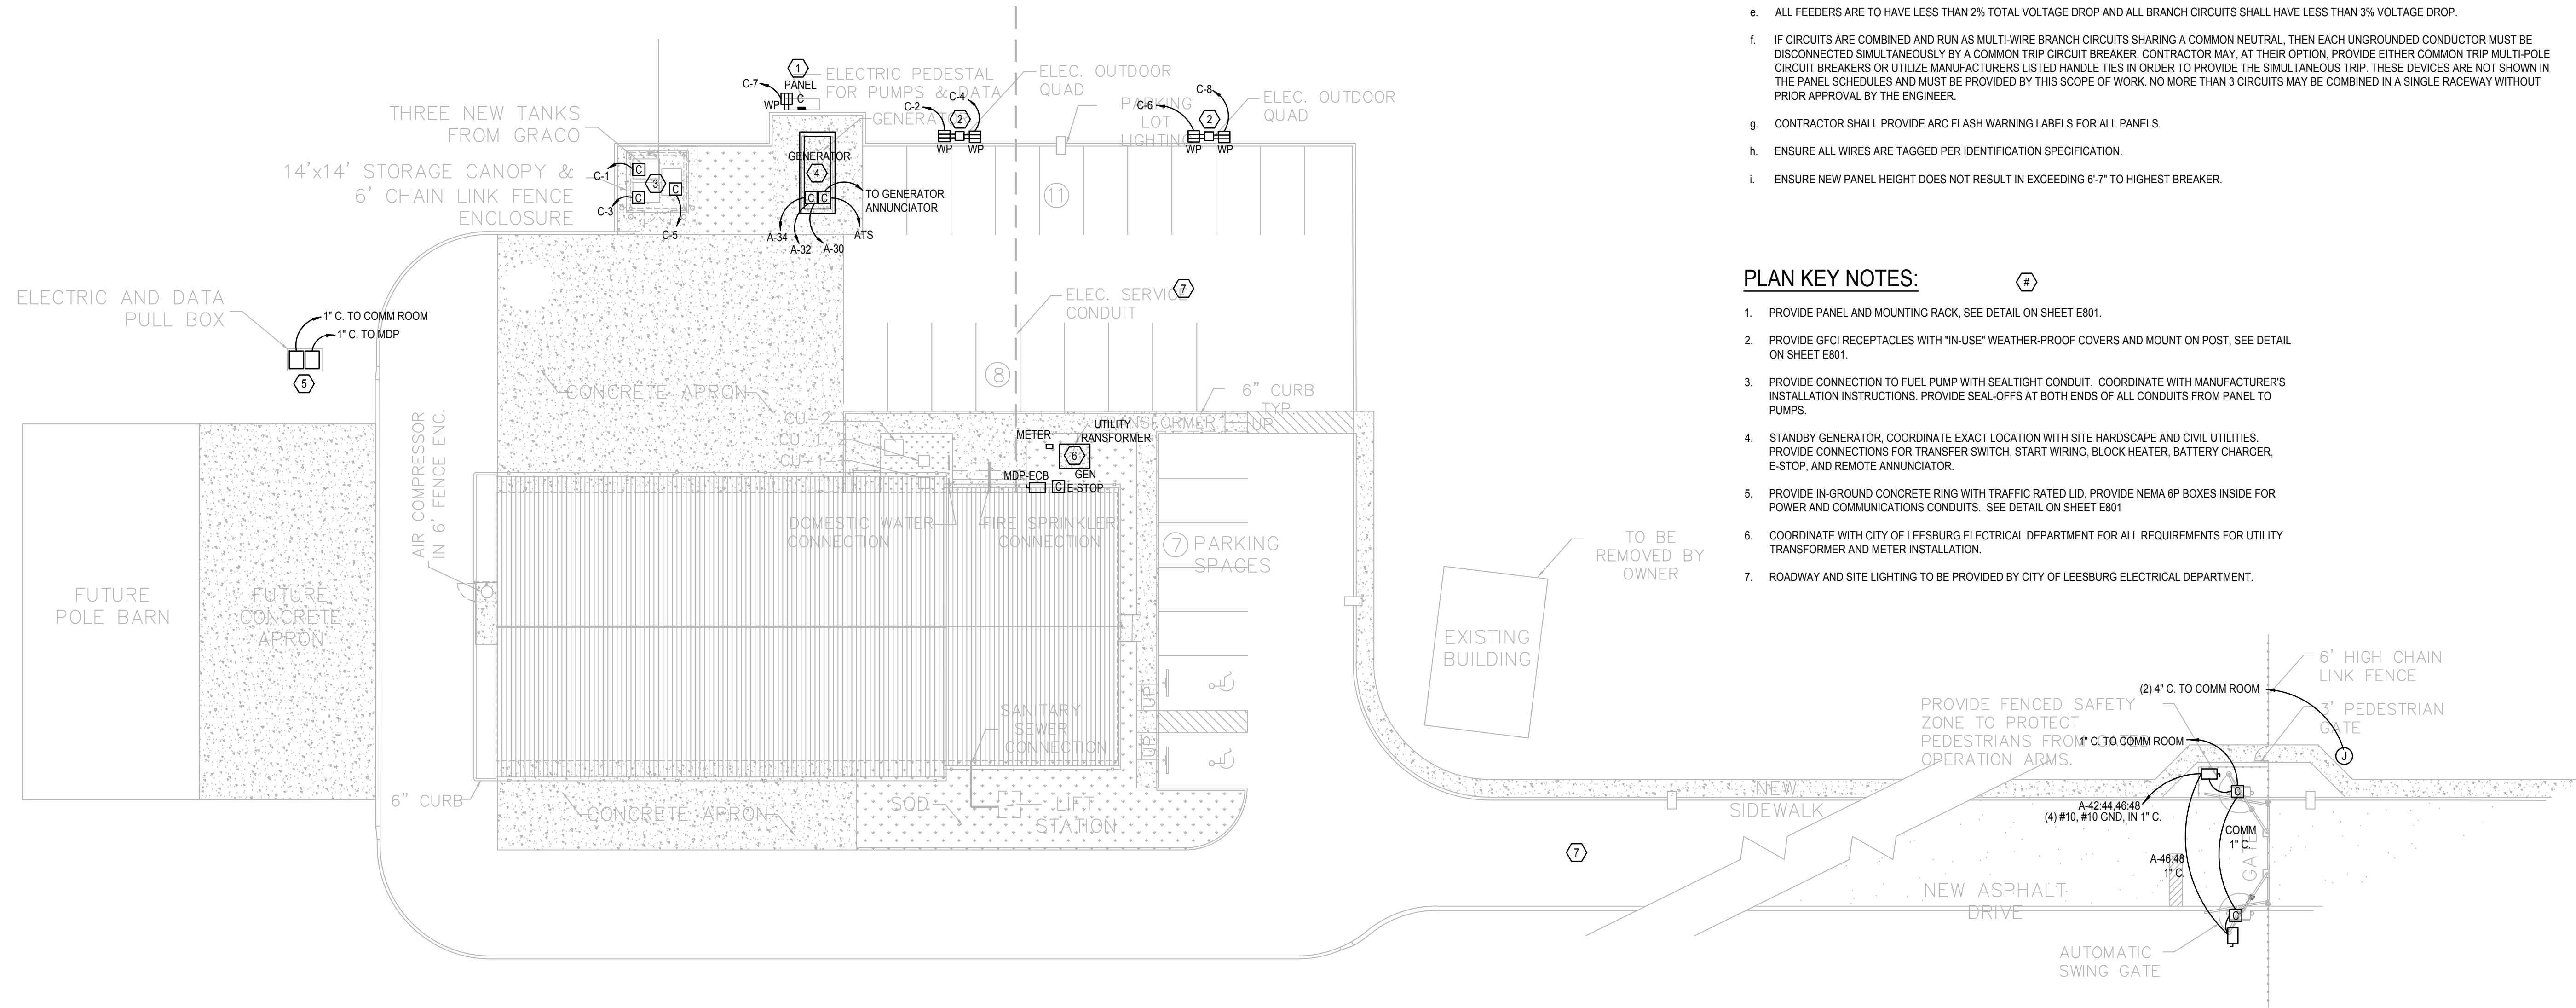 e. ALL FEEDERS ARE TO HAVE LESS THAN 2% TOTAL VOLTAGE DROP AND ALL BRANCH CIRCUITS SHALL HAVE LESS THAN 3% VOLTAGE DROP.
f. IF CIRCUITS ARE COMBINED AND RUN AS MULTI-WIRE BRANCH CIRCUITS SHARING A COMMON NEUTRAL, THEN EACH UNGROUNDED CONDUCTOR MUST BE
DISCONNECTED SIMULTANEOUSLY BY A COMMON TRIP CIRCUIT BREAKER. CONTRACTOR MAY, AT THEIR OPTION, PROVIDE EITHER COMMON TRIP MULTI-POLE
CIRCUIT BREAKERS OR UTILIZE MANUFACTURERS LISTED HANDLE TIES IN ORDER TO PROVIDE THE SIMULTANEOUS TRIP. THESE DEVICES ARE NOT SHOWN IN
THE PANEL SCHEDULES AND MUST BE PROVIDED BY THIS SCOPE OF WORK. NO MORE THAN 3 CIRCUITS MAY BE COMBINED IN A SINGLE RACEWAY WITHOUT
PRIOR APPROVAL BY THE ENGINEER.
g. CONTRACTOR SHALL PROVIDE ARC FLASH WARNING LABELS FOR ALL PANELS.
h. ENSURE ALL WIRES ARE TAGGED PER IDENTIFICATION SPECIFICATION.
i. ENSURE NEW PANEL HEIGHT DOES NOT RESULT IN EXCEEDING 6'-7" TO HIGHEST BREAKER.
PLAN KEY NOTES: #
1. PROVIDE PANEL AND MOUNTING RACK, SEE DETAIL ON SHEET E801.
2. PROVIDE GFCI RECEPTACLES WITH "IN-USE" WEATHER-PROOF COVERS AND MOUNT ON POST, SEE DETAIL
ON SHEET E801.
3. PROVIDE CONNECTION TO FUEL PUMP WITH SEALTIGHT CONDUIT. COORDINATE WITH MANUFACTURER'S
INSTALLATION INSTRUCTIONS. PROVIDE SEAL-OFFS AT BOTH ENDS OF ALL CONDUITS FROM PANEL TO
PUMPS.
4. STANDBY GENERATOR, COORDINATE EXACT LOCATION WITH SITE HARDSCAPE AND CIVIL UTILITIES.
PROVIDE CONNECTIONS FOR TRANSFER SWITCH, START WIRING, BLOCK HEATER, BATTERY CHARGER,
E-STOP, AND REMOTE ANNUNCIATOR.
5. PROVIDE IN-GROUND CONCRETE RING WITH TRAFFIC RATED LID. PROVIDE NEMA 6P BOXES INSIDE FOR
POWER AND COMMUNICATIONS CONDUITS. SEE DETAIL ON SHEET E801
6. COORDINATE WITH CITY OF LEESBURG ELECTRICAL DEPARTMENT FOR ALL REQUIREMENTS FOR UTILITY
TRANSFORMER AND METER INSTALLATION.
7. ROADWAY AND SITE LIGHTING TO BE PROVIDED BY CITY OF LEESBURG ELECTRICAL DEPARTMENT.
1
PANEL
C
C-7
WP
ELECTRIC PEDESTAL
FOR PUMPS & DATA
C-2
C-4
2
WP
WP
ELEC. OUTDOOR
QUAD
PARKING
LOT
LIGHTING
C-6
C-8
2
WP
WP
ELEC. OUTDOOR
QUAD
THREE NEW TANKS
FROM GRACO
14'x14' STORAGE CANOPY &
6' CHAIN LINK FENCE
ENCLOSURE
C-1
C
3
C
C
C-3
C-5
GENERATOR
GENERATOR
4
C C
TO GENERATOR
ANNUNCIATOR
A-34
A-32
A-30
ATS
11
7
ELEC. SERVICE
CONDUIT
8
ELECTRIC AND DATA
PULL BOX
1" C. TO COMM ROOM
1" C. TO MDP
5
CONCRETE APRON
CU-2
CU-1-2
CU-1-1
6" CURB
TYP.
TRANSFORMER
UP
UTILITY
TRANSFORMER
METER
6
MDP-ECB
GEN
E-STOP
C
AIR COMPRESSOR
IN 6' FENCE ENC.
DOMESTIC WATER
CONNECTION
FIRE SPRINKLER
CONNECTION
7 PARKING
SPACES
TO BE
REMOVED BY
OWNER
EXISTING
BUILDING
FUTURE
POLE BARN
FUTURE
CONCRETE
APRON
SANITARY
SEWER
CONNECTION
UP
UP
6" CURB
CONCRETE APRON
SOD
LIFT
STATION
7
NEW
SIDEWALK
NEW ASPHALT
DRIVE
PROVIDE FENCED SAFETY
ZONE TO PROTECT
PEDESTRIANS FROM
OPERATION ARMS.
(2) 4" C. TO COMM ROOM
1" C. TO COMM ROOM
6' HIGH CHAIN
LINK FENCE
3' PEDESTRIAN
GATE
J
C
A-42:44,46:48
(4) #10, #10 GND, IN 1" C.
COMM
1" C.
A-46:48
1" C.
GATE
C
AUTOMATIC
SWING GATE